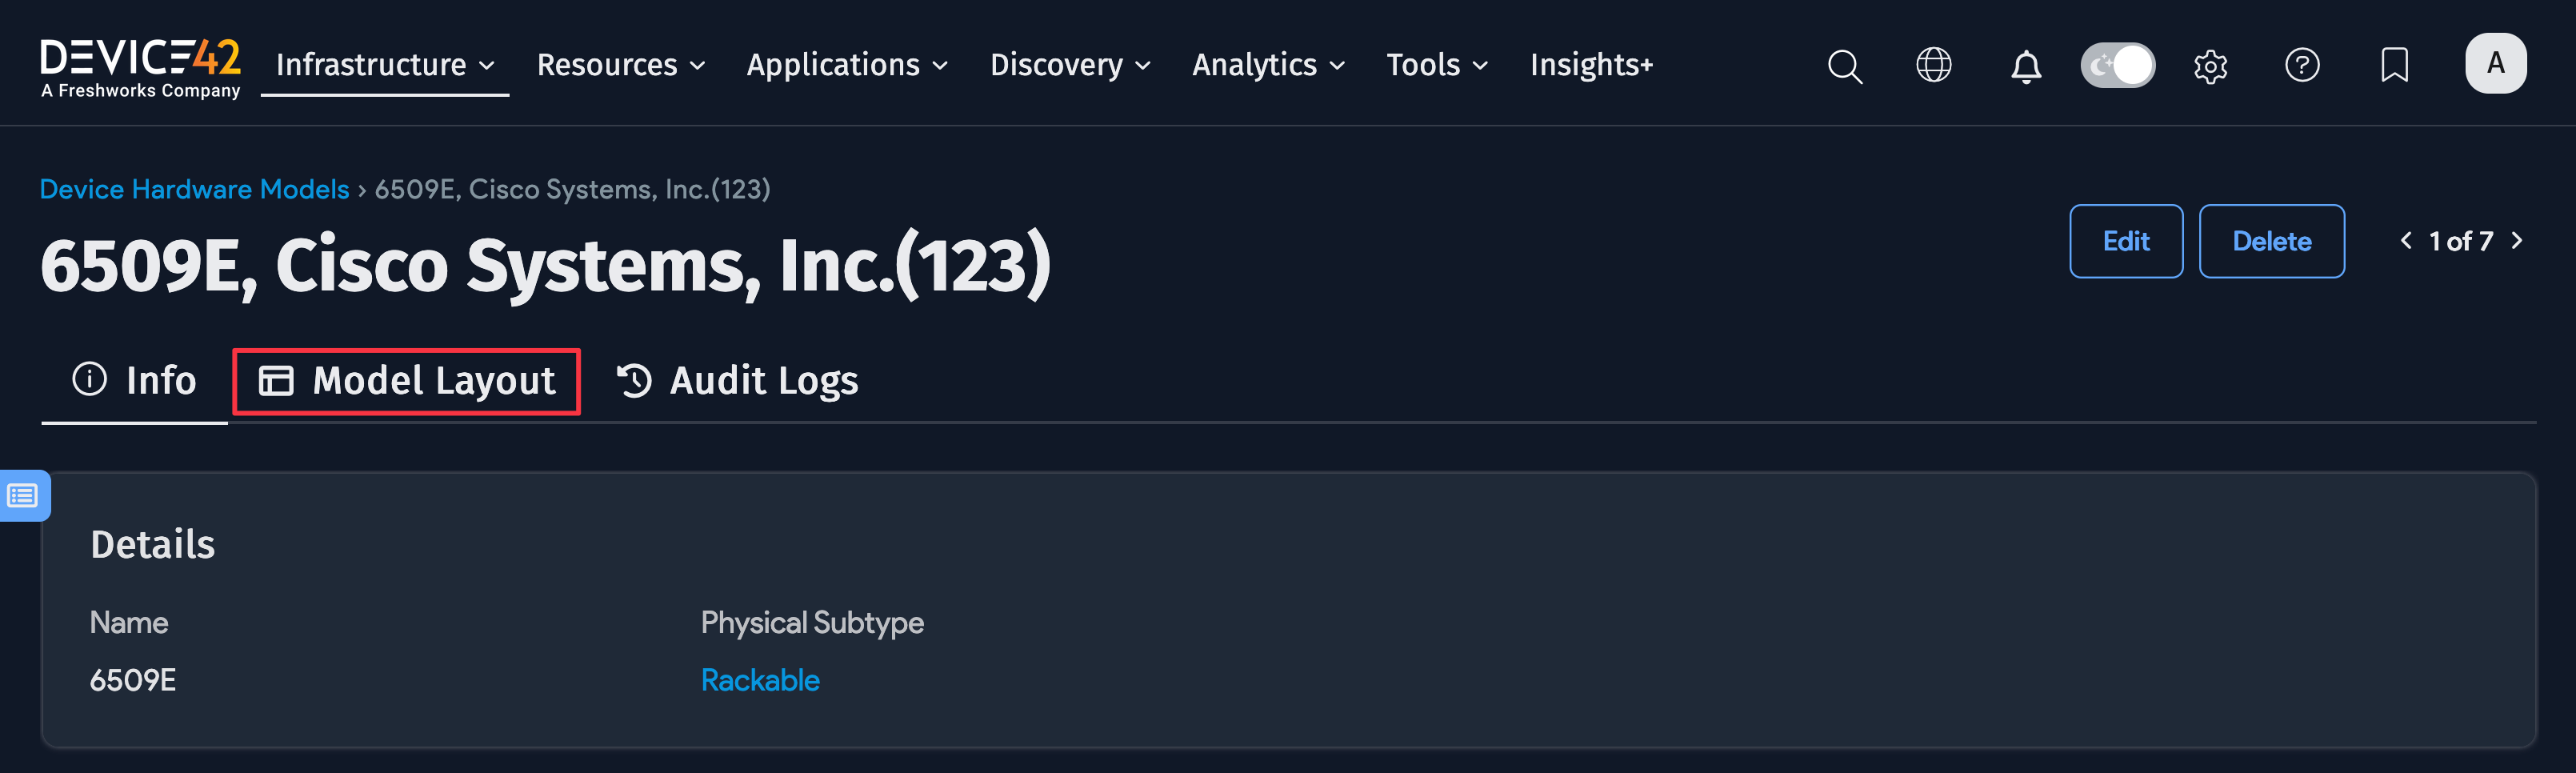 DEVICE42
A Freshworks Company
Infrastructure Resources Applications Discovery Analytics Tools Insights+
A
Device Hardware Models › 6509E, Cisco Systems, Inc.(123)
6509E, Cisco Systems, Inc.(123)
Edit Delete < 1 of 7 >
Info Model Layout Audit Logs
Details
Name Physical Subtype
6509E Rackable